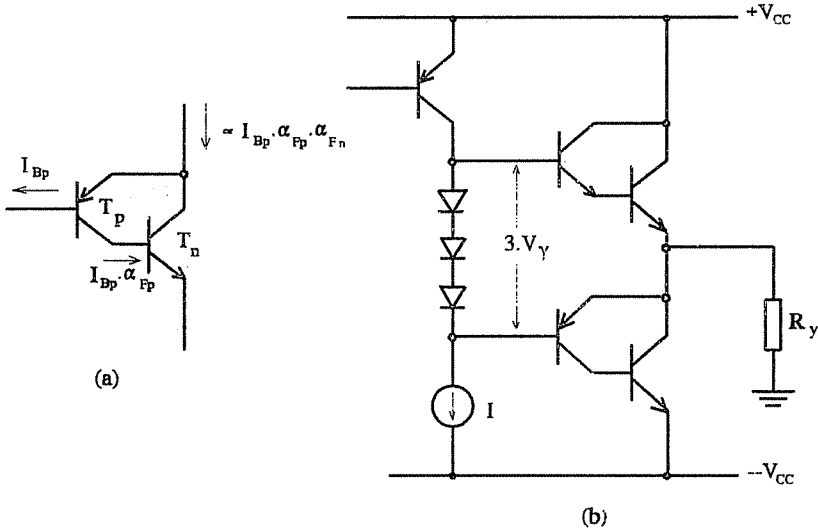 +V_CC
≃ I_Bp.α_Fp.α_Fn
I_Bp
T_p
T_n
I_Bp.α_Fp
(a)
3.V_γ
R_y
I
--V_CC
(b)